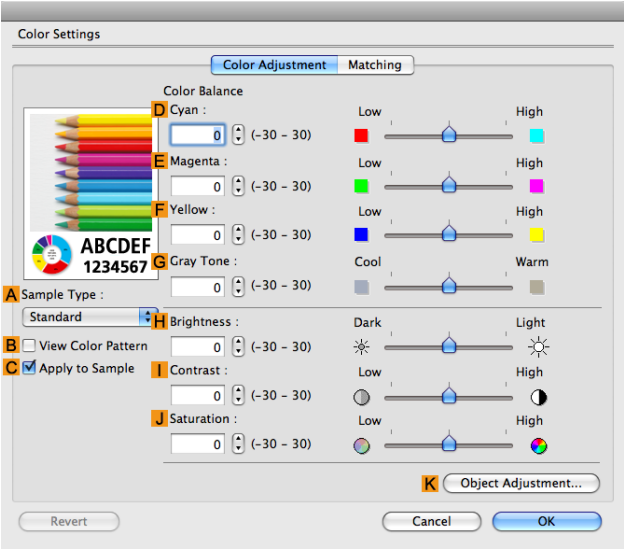 Color Settings
Color Adjustment Matching
Color Balance
D Cyan : Low High
0 (-30 - 30)
E Magenta : Low High
0 (-30 - 30)
F Yellow : Low High
0 (-30 - 30)
ABCDEF
1234567
G Gray Tone : Cool Warm
0 (-30 - 30)
A Sample Type :
Standard
H Brightness : Dark Light
B View Color Pattern
0 (-30 - 30)
C Apply to Sample
I Contrast : Low High
0 (-30 - 30)
J Saturation : Low High
0 (-30 - 30)
K Object Adjustment...
Revert Cancel OK